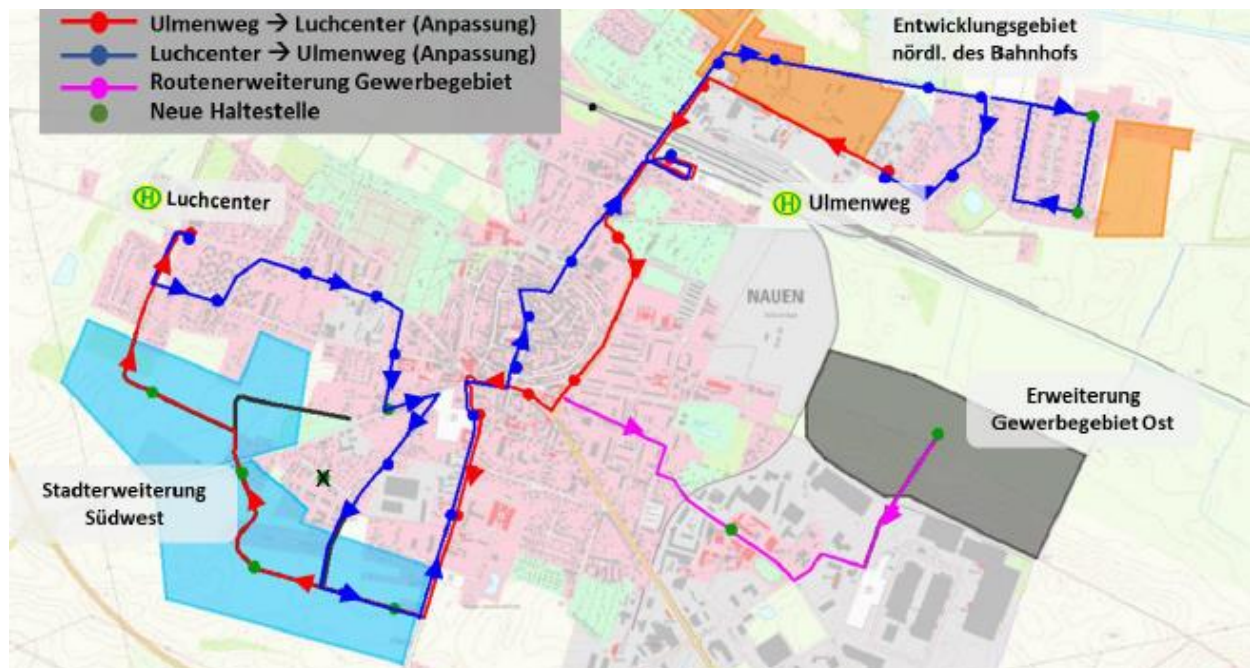 Ulmenweg → Luchcenter (Anpassung)
Luchcenter → Ulmenweg (Anpassung)
Routenerweiterung Gewerbegebiet
Neue Haltestelle
Entwicklungsgebiet
nördl. des Bahnhofs
H Luchcenter
H Ulmenweg
NAUEN
Erweiterung
Gewerbegebiet Ost
Stadterweiterung
Südwest
X